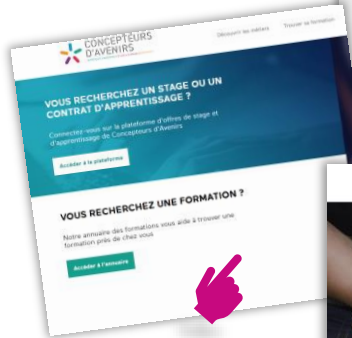 CONCEPTEURS
D'AVENIRS
Découvrir les métiers
Trouver sa formation
VOUS RECHERCHEZ UN STAGE OU UN
CONTRAT D'APPRENTISSAGE ?
Connectez-vous sur la plateforme d'offres de stage et
d'apprentissage de Concepteurs d'Avenirs
Accéder à la plateforme
VOUS RECHERCHEZ UNE FORMATION ?
Notre annuaire des formations vous aide à trouver une
formation près de chez vous
Accéder à l'annuaire